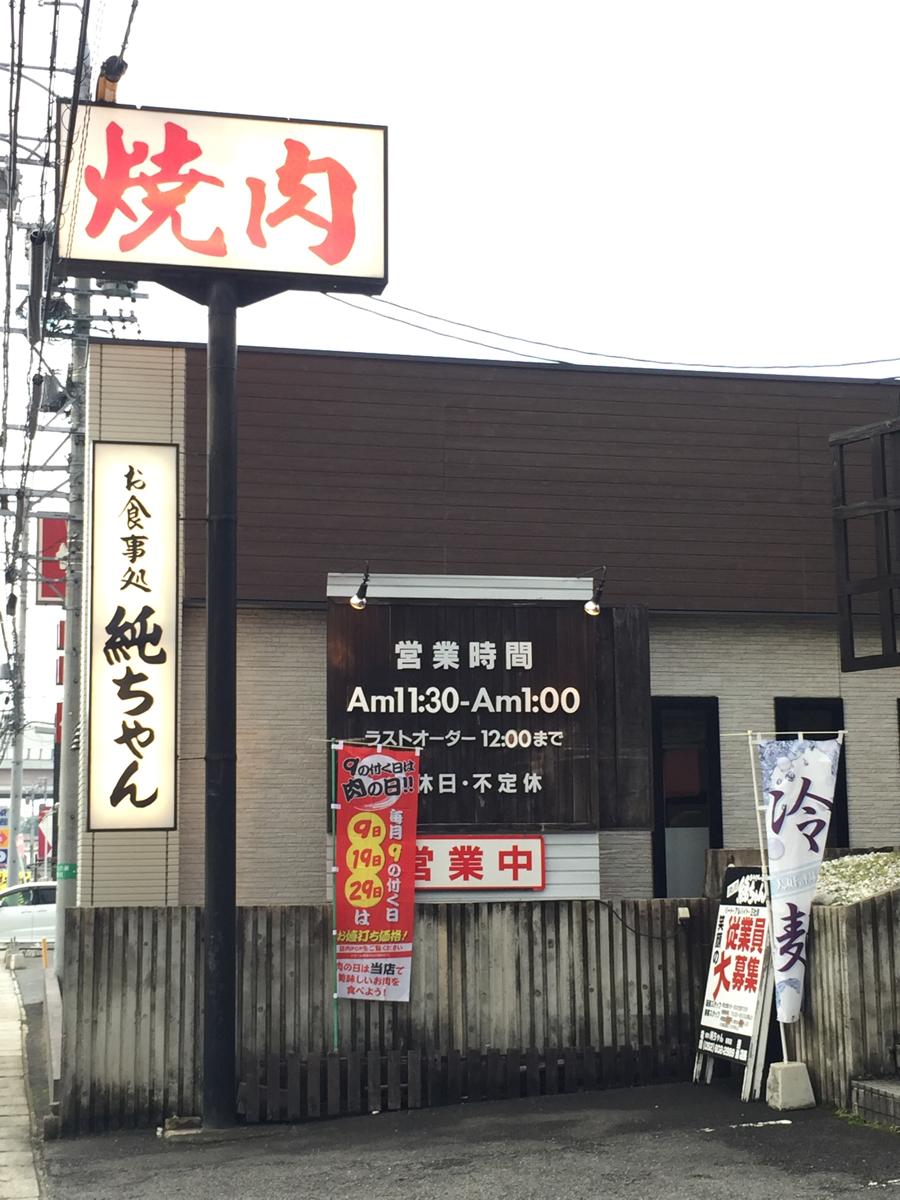 焼肉
お食事処
純ちゃん
営業時間
Am11:30-Am1:00
ラストオーダー 12:00まで
休日・不定休
営業中
9の付く日は
肉の日!!
毎月9の付く日
9日
19日
29日
は
お値打ち価格!
肉の日は当店で
美味しいお肉を
食べよう!
冷
麦
笑顔の
従業員
大募集